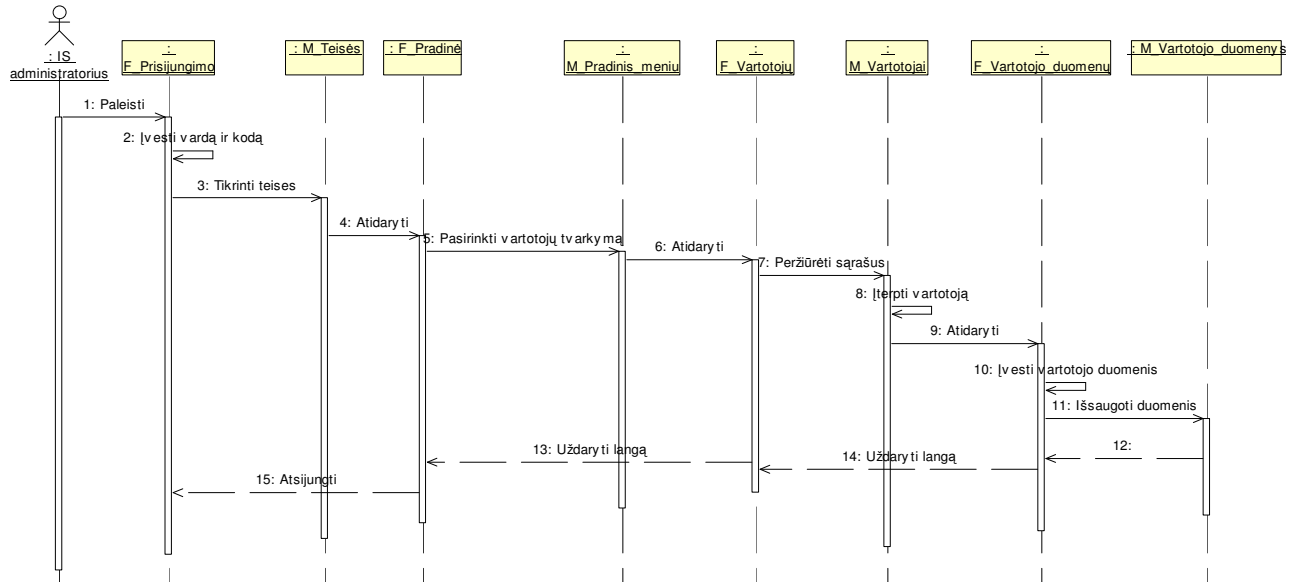 : IS
administratorius
:
F_Prisijungimo
: M_Teisės
: F_Pradinė
:
M_Pradinis_meniu
:
F_Vartotojų
:
M_Vartotojai
:
F_Vartotojo_duomenų
: M_Vartotojo_duomenys
1: Paleisti
2: Įvesti vardą ir kodą
3: Tikrinti teises
4: Atidaryti
5: Pasirinkti vartotojų tvarkymą
6: Atidaryti
7: Peržiūrėti sąrašus
8: Įterpti vartotoją
9: Atidaryti
10: Įvesti vartotojo duomenis
11: Išsaugoti duomenis
12:
13: Uždaryti langą
14: Uždaryti langą
15: Atsijungti